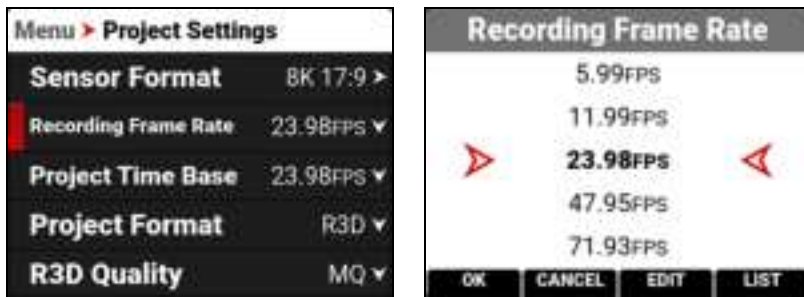 Menu > Project Settings
Sensor Format 8K 17:9 >
Recording Frame Rate 23.98FPS
Project Time Base 23.98FPS
Project Format R3D
R3D Quality MQ
Recording Frame Rate
5.99FPS
11.99FPS
23.98FPS
47.95FPS
71.93FPS
OK CANCEL EDIT LIST